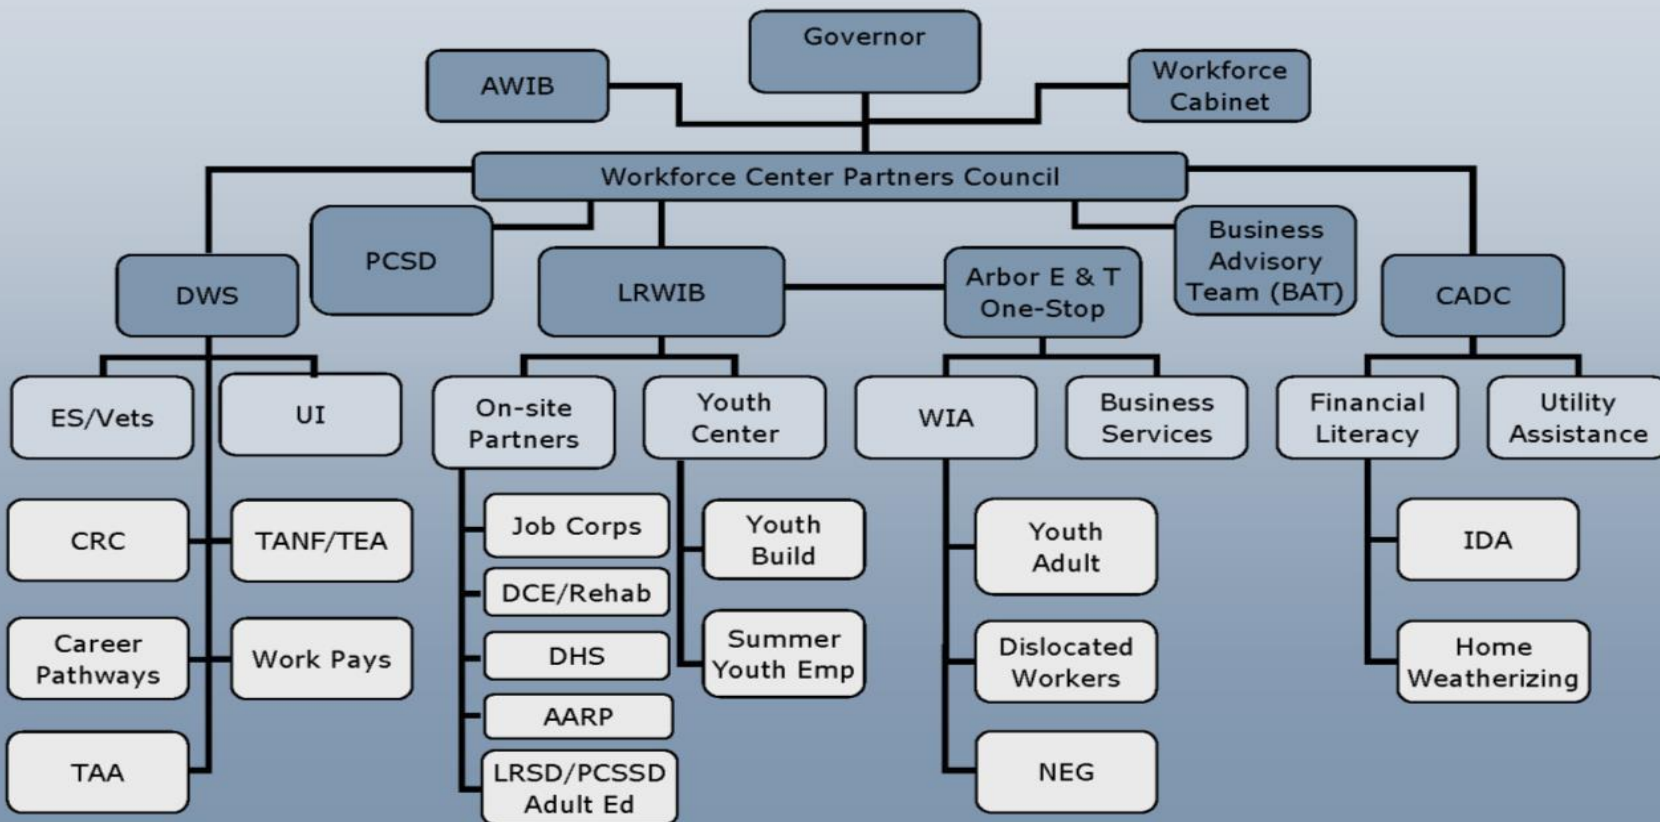 Governor
AWIB
Workforce
Cabinet
Workforce Center Partners Council
PCSD
Business
Advisory
Team (BAT)
DWS
LRWIB
Arbor E & T
One-Stop
CADC
ES/Vets
UI
On-site
Partners
Youth
Center
WIA
Business
Services
Financial
Literacy
Utility
Assistance
CRC
TANF/TEA
Career
Pathways
Work Pays
TAA
Job Corps
DCE/Rehab
DHS
AARP
LRSD/PCSSD
Adult Ed
Youth
Build
Summer
Youth Emp
Youth
Adult
Dislocated
Workers
NEG
IDA
Home
Weatherizing